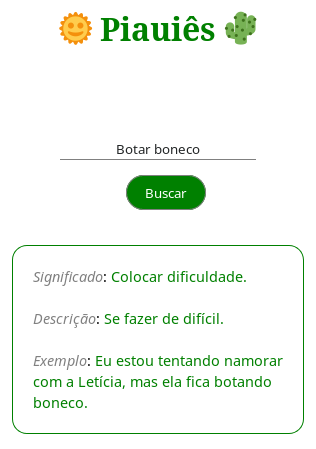 Piauiês
Botar boneco
Buscar
Significado: Colocar dificuldade.
Descrição: Se fazer de difícil.
Exemplo: Eu estou tentando namorar
com a Letícia, mas ela fica botando
boneco.